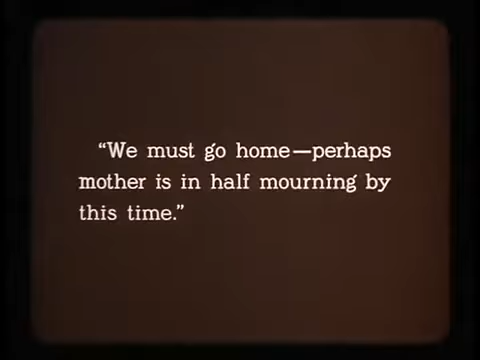 “We must go home—perhaps
mother is in half mourning by
this time.”